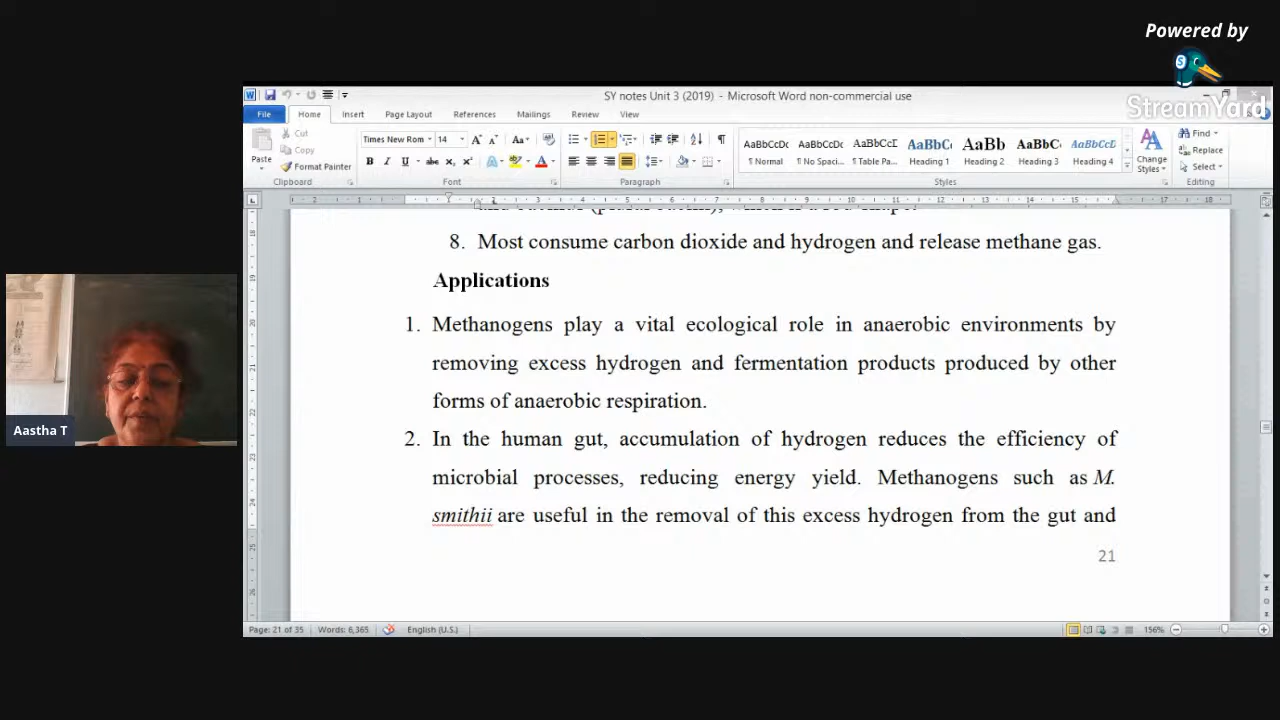 Powered by
StreamYard
SY notes Unit 3 (2019) - Microsoft Word non-commercial use
File Home Insert Page Layout References Mailings Review View
Cut
Copy
Format Painter
Paste
Clipboard
Times New Rom 14
Font
Paragraph
AaBbCcDc AaBbCcDc AaBbCcD AaBbC AaBb AaBbC AaBbCcD
¶ Normal ¶ No Spaci... ¶ Table Pa... Heading 1 Heading 2 Heading 3 Heading 4
Styles
Change
Styles
Find
Replace
Select
Editing
8. Most consume carbon dioxide and hydrogen and release methane gas.
Applications
1. Methanogens play a vital ecological role in anaerobic environments by
removing excess hydrogen and fermentation products produced by other
forms of anaerobic respiration.
2. In the human gut, accumulation of hydrogen reduces the efficiency of
microbial processes, reducing energy yield. Methanogens such as M.
smithii are useful in the removal of this excess hydrogen from the gut and
21
Aastha T
Page: 21 of 35 Words: 6,365 English (U.S.) 156%